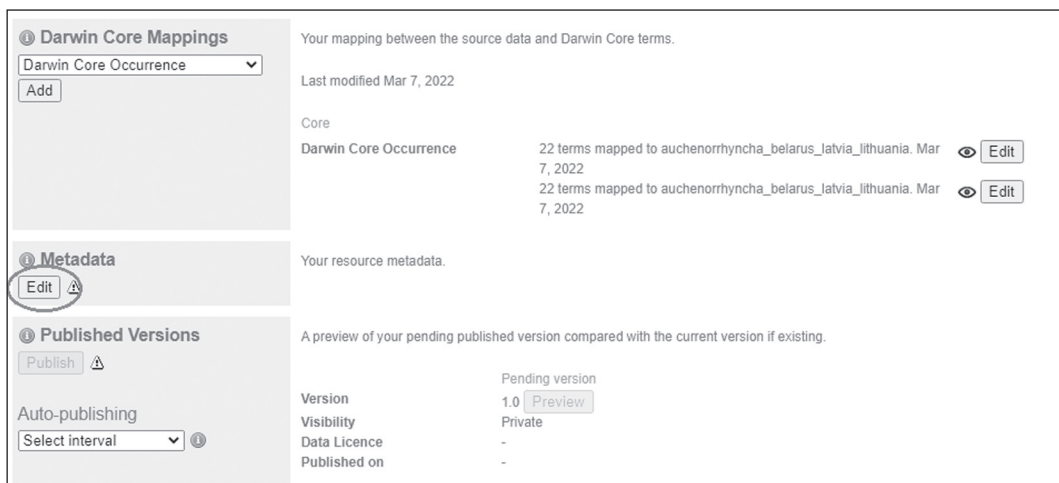 Darwin Core Mappings
Darwin Core Occurrence
Add
Your mapping between the source data and Darwin Core terms.
Last modified Mar 7, 2022
Core
Darwin Core Occurrence
22 terms mapped to auchenorrhyncha_belarus_latvia_lithuania. Mar
7, 2022
Edit
22 terms mapped to auchenorrhyncha_belarus_latvia_lithuania. Mar
7, 2022
Edit
Metadata
Edit
Your resource metadata.
Published Versions
Publish
A preview of your pending published version compared with the current version if existing.
Auto-publishing
Select interval
Pending version
Version 1.0 Preview
Visibility Private
Data Licence -
Published on -